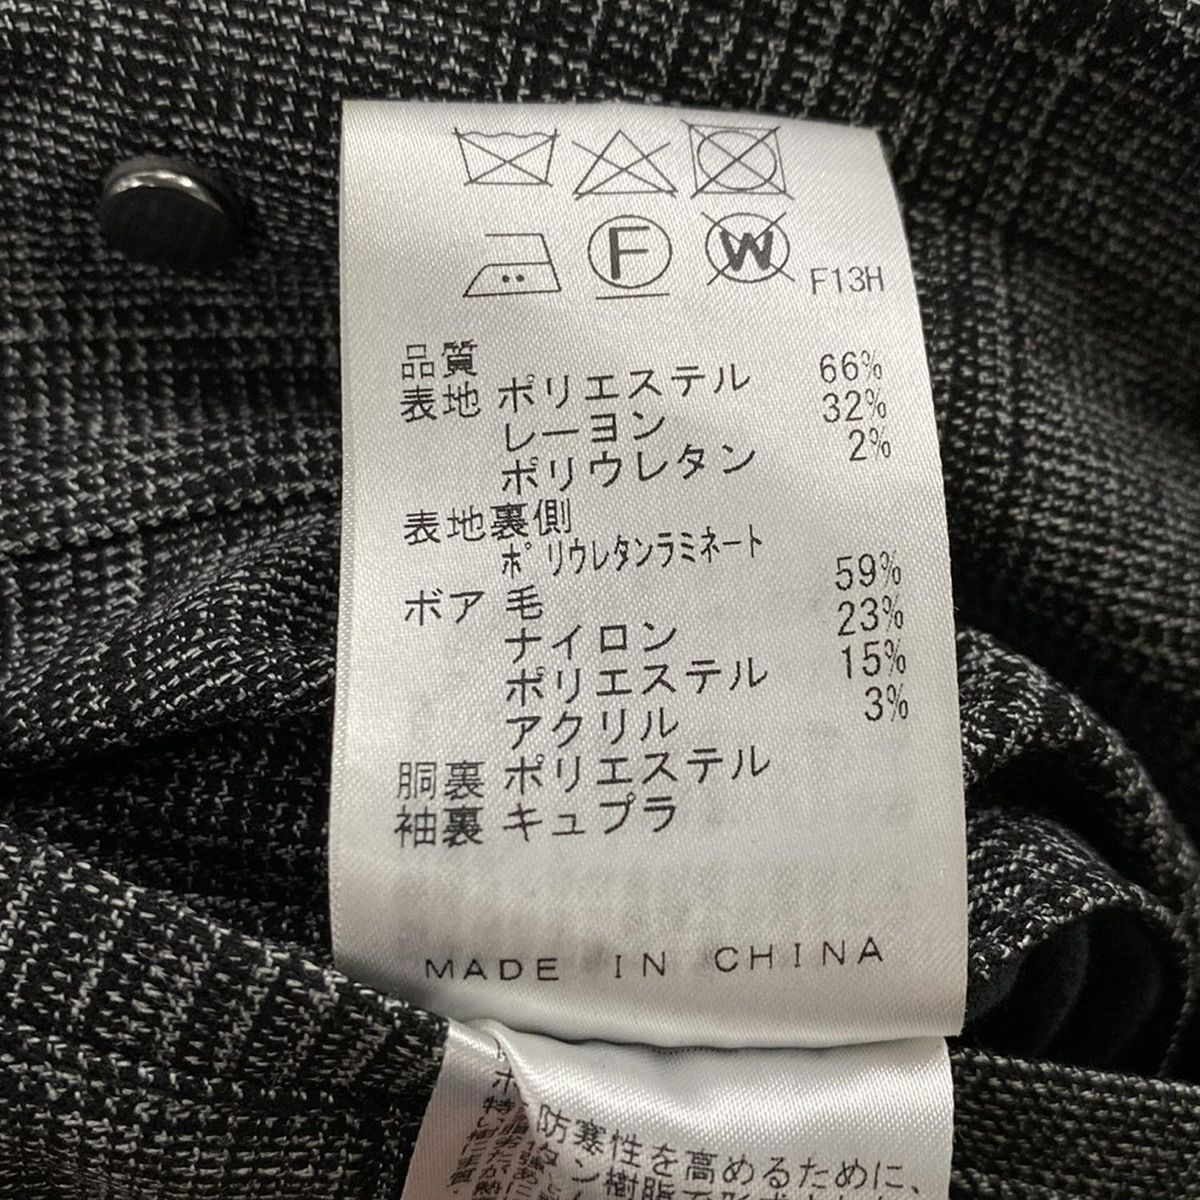 F W F13H
品質
表地 ポリエステル 66%
レーヨン 32%
ポリウレタン 2%
表地裏側
ポリウレタンラミネート
ボア 毛 59%
ナイロン 23%
ポリエステル 15%
アクリル 3%
胴裏 ポリエステル
袖裏 キュプラ
MADE IN CHINA
防寒性を高めるために、